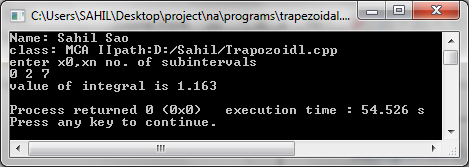 C:\Users\SAHIL\Desktop\project\na\programs\trapezoidal....
Name: Sahil Sao
class: MCA IIpath:D:/Sahil/Trapozoidl.cpp
enter x0,xn no. of subintervals
0 2 7
value of integral is 1.163
Process returned 0 (0x0)   execution time : 54.526 s
Press any key to continue.